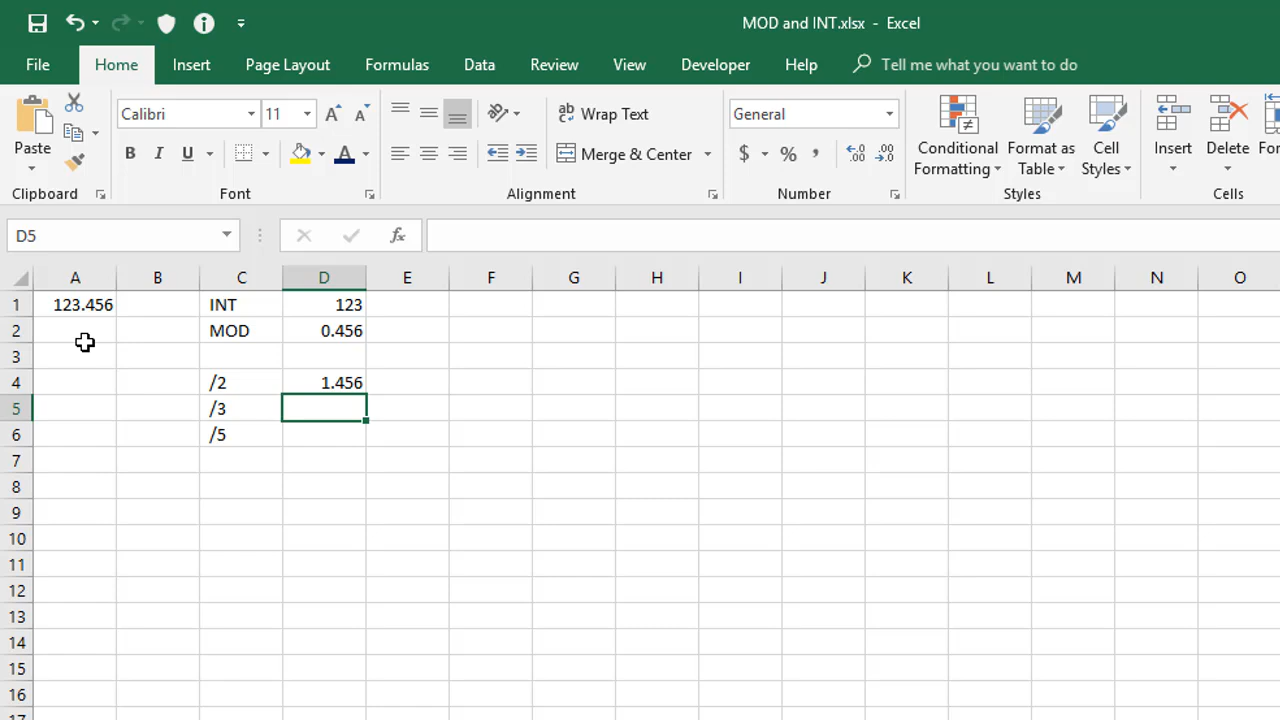 MOD and INT.xlsx - Excel
File Home Insert Page Layout Formulas Data Review View Developer Help Tell me what you want to do
Calibri 11 Wrap Text General
Paste B I U Merge & Center $ % , .00 .0 Conditional Formatting Format as Table Cell Styles Insert Delete
Clipboard Font Alignment Number Styles Cells
D5 fx
A B C D E F G H I J K L M N O
1 123.456 INT 123
2 MOD 0.456
3
4 /2 1.456
5 /3
6 /5
7
8
9
10
11
12
13
14
15
16